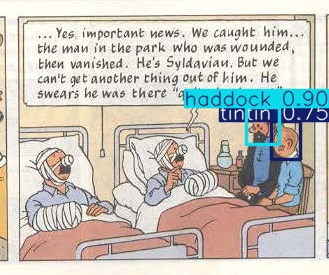 ...Yes, important news. We caught him...
the man in the park who was wounded,
then vanished. He's Syldavian. But we
can't get another thing out of him. He
swears he was there "q
haddock 0.90
tintin 0.75